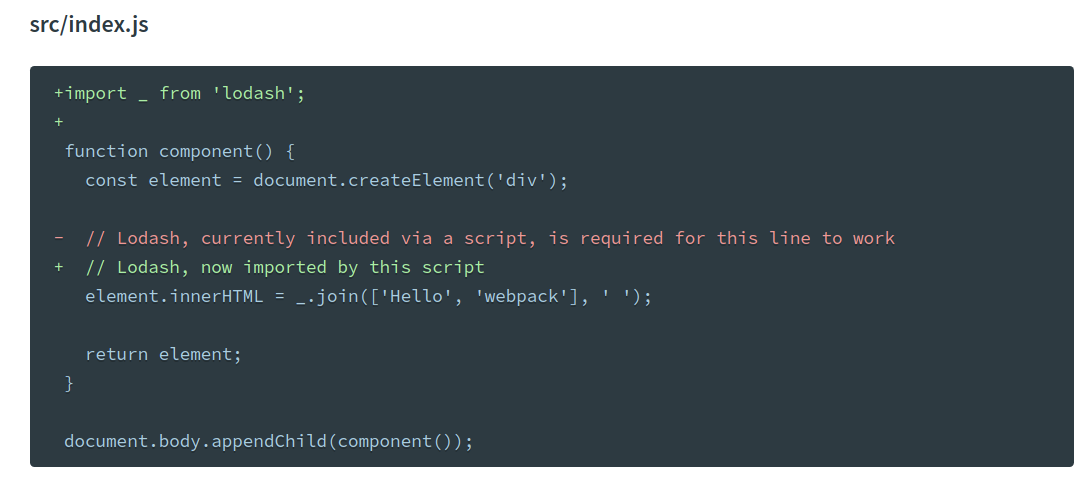 src/index.js
+import _ from 'lodash';
+
 function component() {
   const element = document.createElement('div');

-  // Lodash, currently included via a script, is required for this line to work
+  // Lodash, now imported by this script
   element.innerHTML = _.join(['Hello', 'webpack'], ' ');

   return element;
 }

 document.body.appendChild(component());